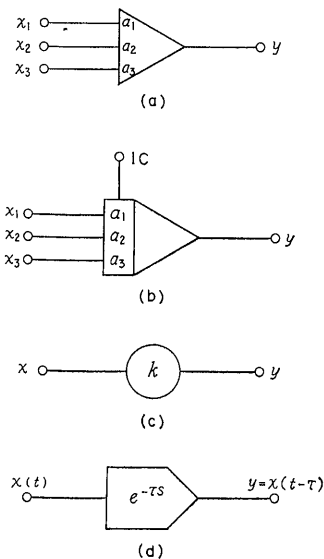 x₁ a₁
x₂ a₂ y
x₃ a₃
(a)
IC
x₁ a₁
x₂ a₂ y
x₃ a₃
(b)
x k y
(c)
x(t) e^{-τS} y=x(t-τ)
(d)